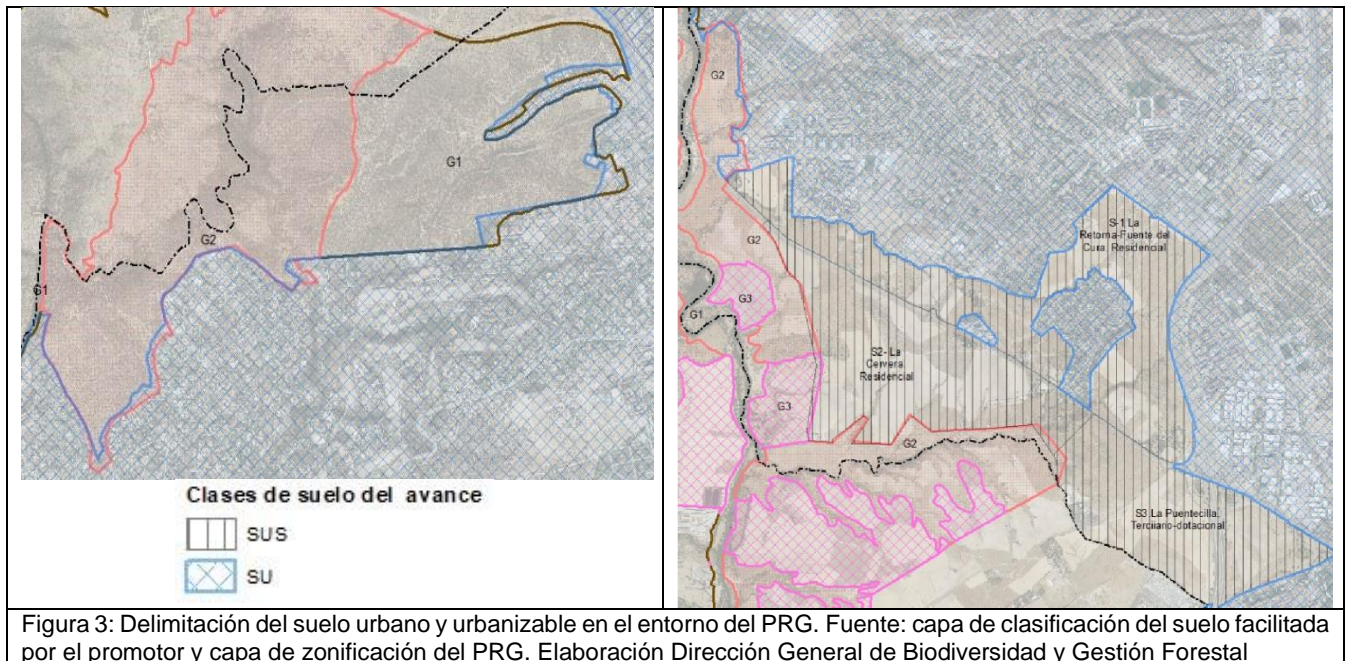 G1
G2
G1
Clases de suelo del avance
SUS
SU
G2
G2
G3
G1
G3
G2
S-1 La
Retorna-Fuente del
Cura, Residencial
S2- La
Cervera,
Residencial
S3 La Puentecilla,
Terciiano-dotacional
Figura 3: Delimitación del suelo urbano y urbanizable en el entorno del PRG. Fuente: capa de clasificación del suelo facilitada
por el promotor y capa de zonificación del PRG. Elaboración Dirección General de Biodiversidad y Gestión Forestal